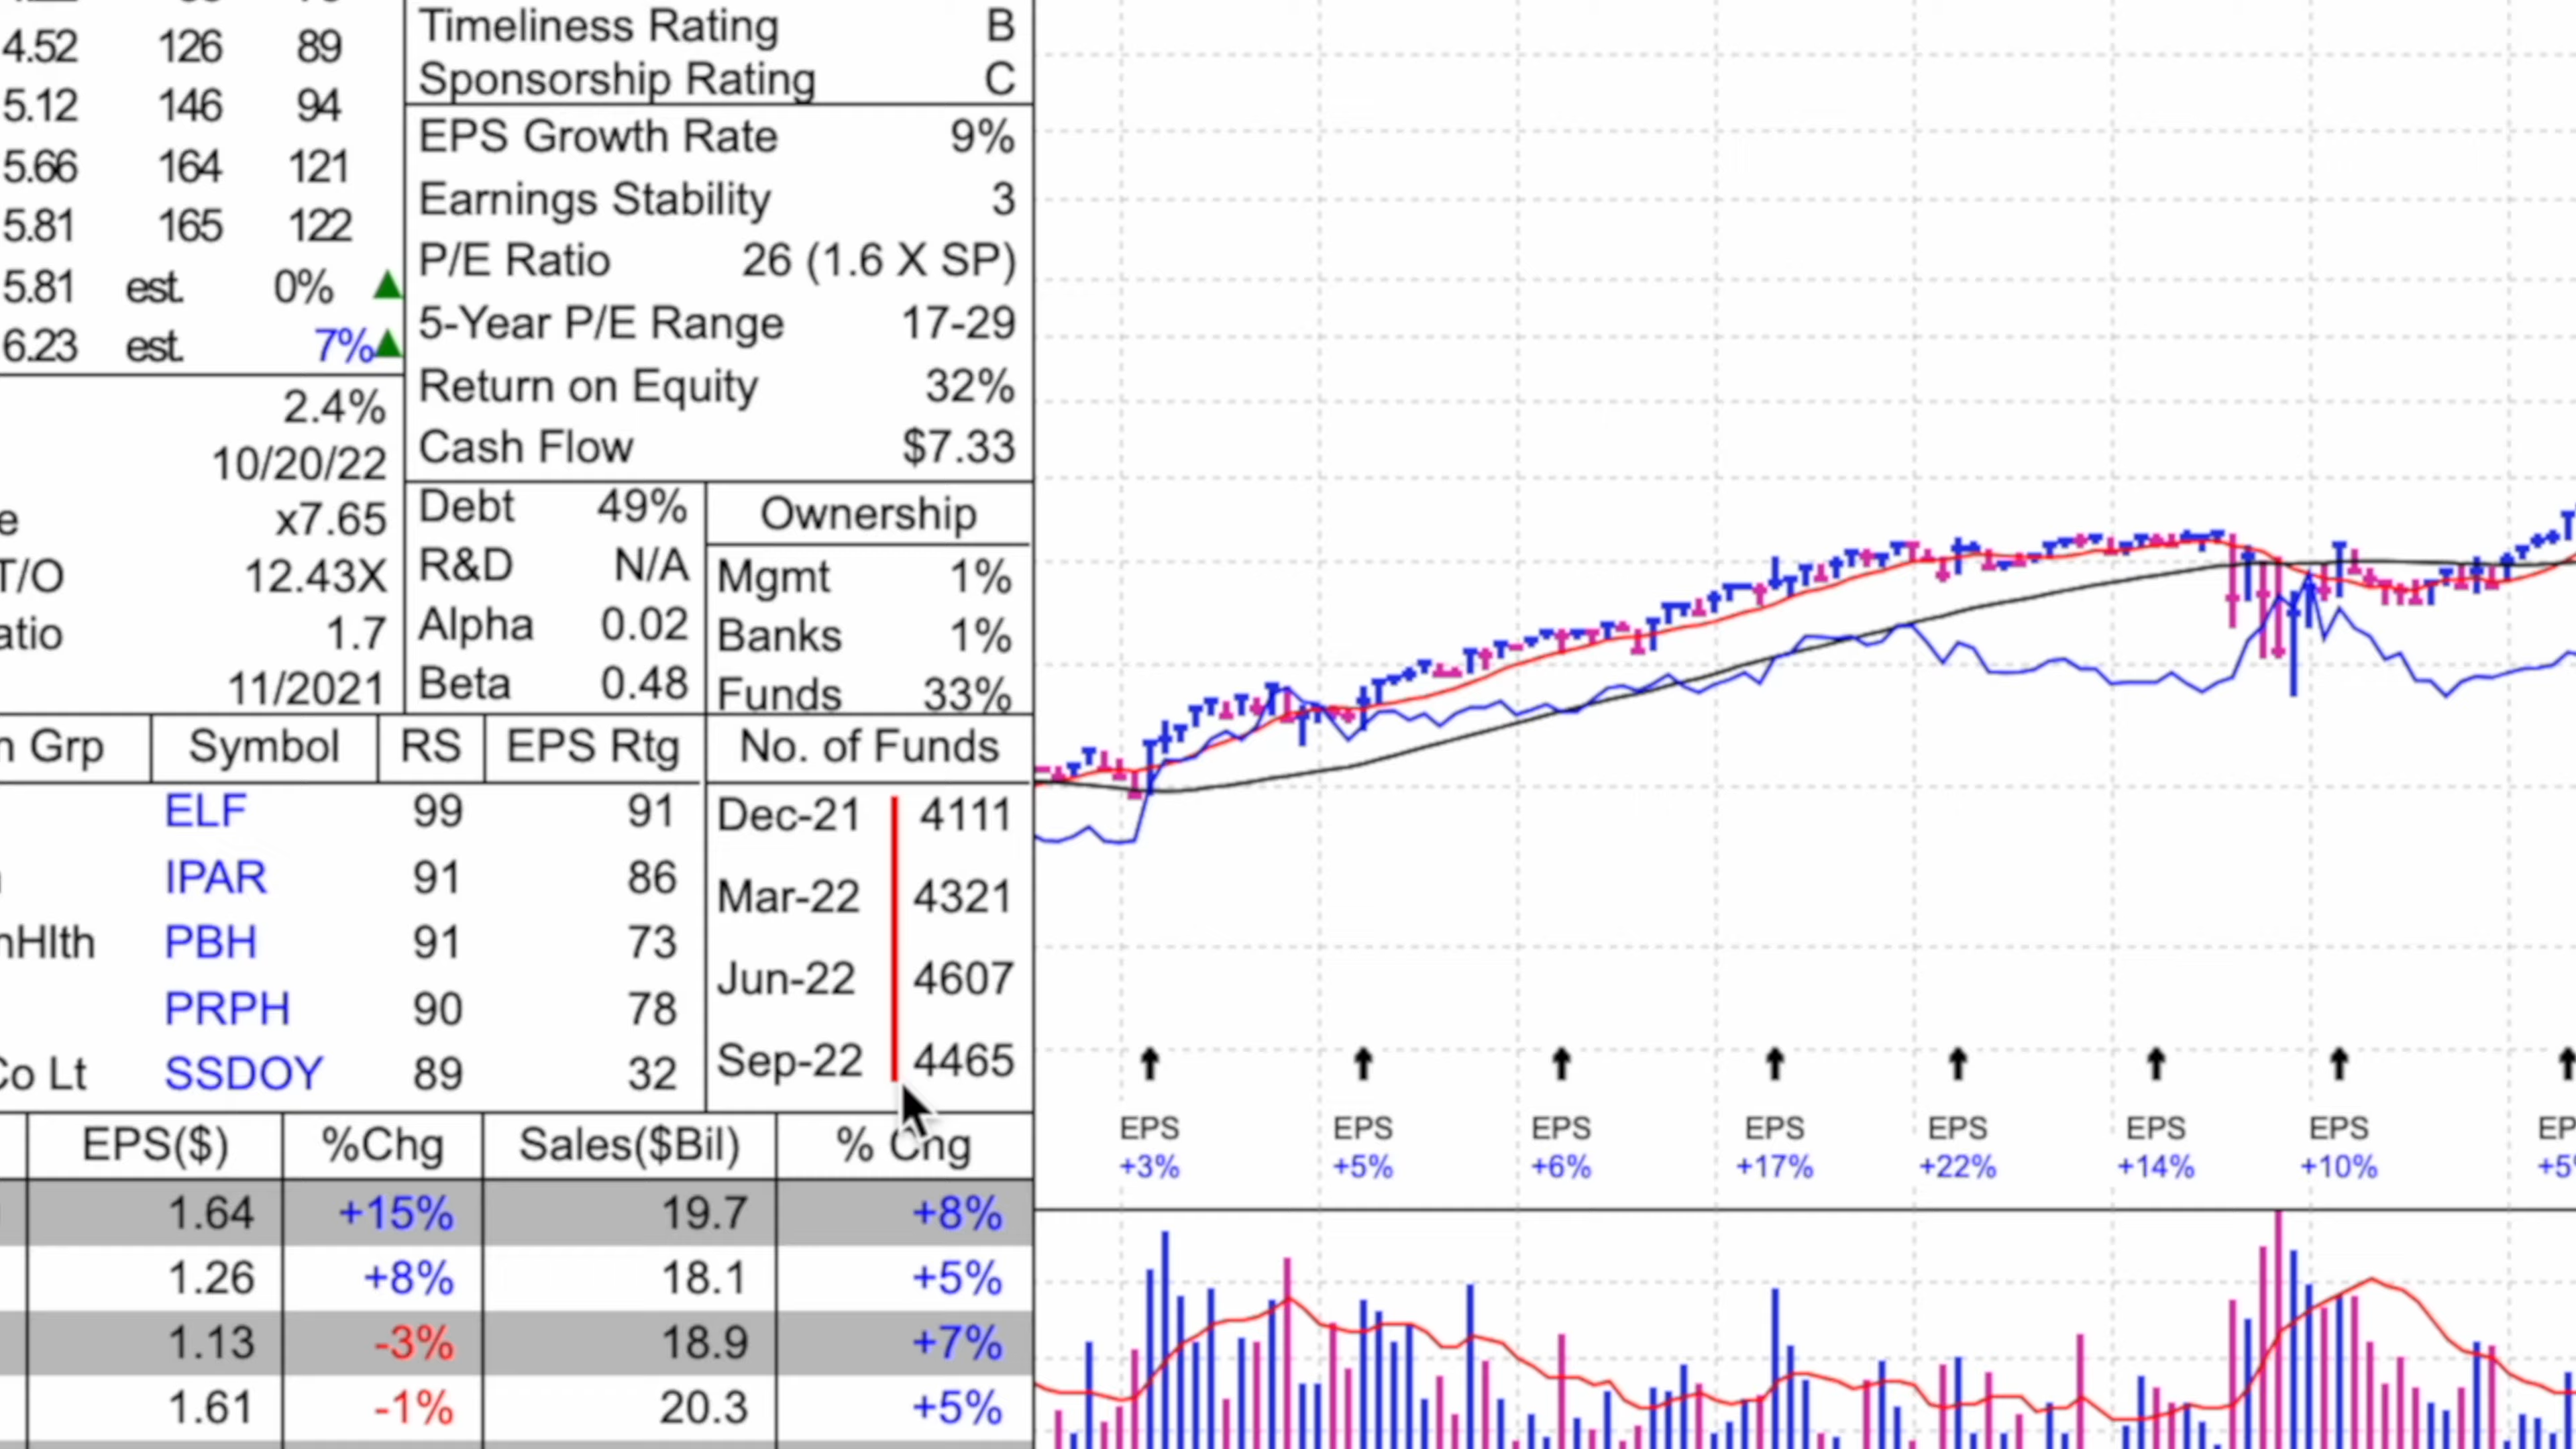 4.52 126 89
5.12 146 94
5.66 164 121
5.81 165 122
5.81 est. 0%
6.23 est. 7%
2.4%
10/20/22
e x7.65
T/O 12.43X
atio 1.7
11/2021
Timeliness Rating B
Sponsorship Rating C
EPS Growth Rate 9%
Earnings Stability 3
P/E Ratio 26 (1.6 X SP)
5-Year P/E Range 17-29
Return on Equity 32%
Cash Flow $7.33
Debt 49%
R&D N/A
Alpha 0.02
Beta 0.48
Ownership
Mgmt 1%
Banks 1%
Funds 33%
n Grp Symbol RS EPS Rtg
ELF 99 91
IPAR 91 86
nHlth PBH 91 73
PRPH 90 78
Co Lt SSDOY 89 32
No. of Funds
Dec-21 4111
Mar-22 4321
Jun-22 4607
Sep-22 4465
EPS($) %Chg Sales($Bil) % Chg
1.64 +15% 19.7 +8%
1.26 +8% 18.1 +5%
1.13 -3% 18.9 +7%
1.61 -1% 20.3 +5%
EPS EPS EPS EPS EPS EPS EPS EP
+3% +5% +6% +17% +22% +14% +10% +5%